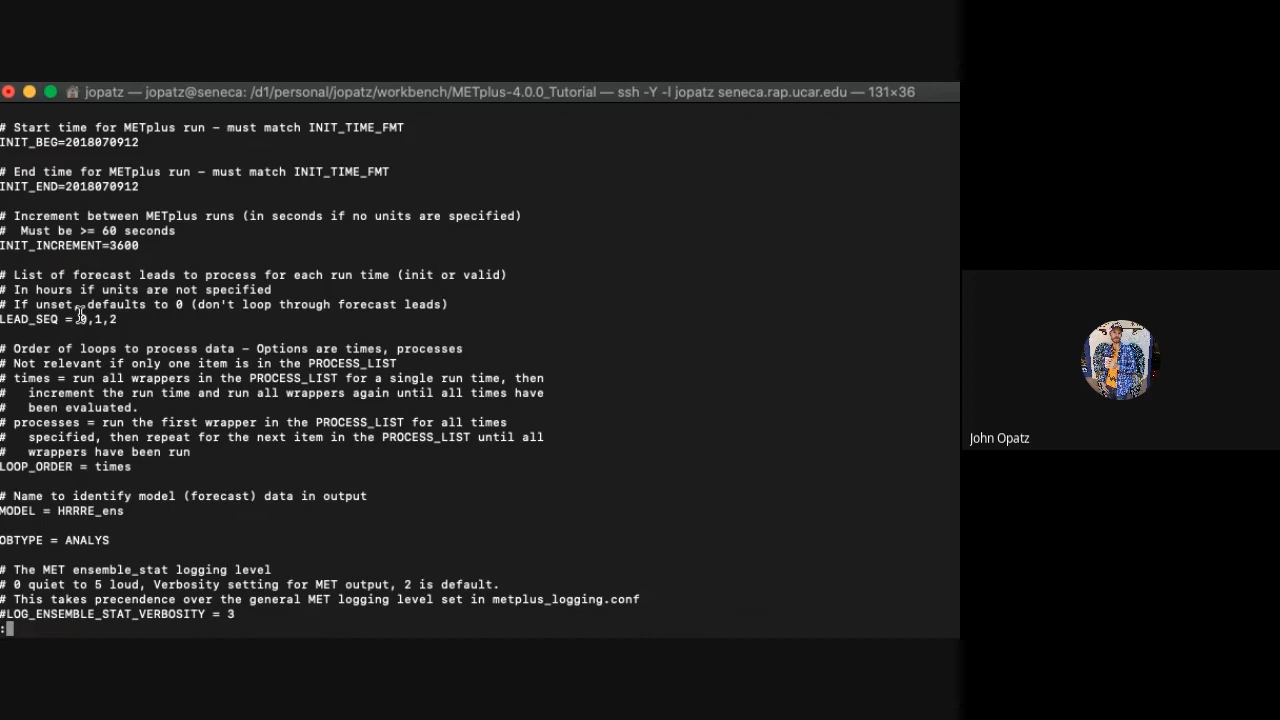 jopatz — jopatz@seneca: /d1/personal/jopatz/workbench/METplus-4.0.0_Tutorial — ssh -Y -l jopatz seneca.rap.ucar.edu — 131×36
# Start time for METplus run - must match INIT_TIME_FMT
INIT_BEG=2018070912
# End time for METplus run - must match INIT_TIME_FMT
INIT_END=2018070912
# Increment between METplus runs (in seconds if no units are specified)
#  Must be >= 60 seconds
INIT_INCREMENT=3600
# List of forecast leads to process for each run time (init or valid)
# In hours if units are not specified
# If unset, defaults to 0 (don't loop through forecast leads)
LEAD_SEQ = 0,1,2
# Order of loops to process data - Options are times, processes
# Not relevant if only one item is in the PROCESS_LIST
# times = run all wrappers in the PROCESS_LIST for a single run time, then
#   increment the run time and run all wrappers again until all times have
#   been evaluated.
# processes = run the first wrapper in the PROCESS_LIST for all times
#   specified, then repeat for the next item in the PROCESS_LIST until all
#   wrappers have been run
LOOP_ORDER = times
# Name to identify model (forecast) data in output
MODEL = HRRRE_ens
OBTYPE = ANALYS
# The MET ensemble_stat logging level
# 0 quiet to 5 loud, Verbosity setting for MET output, 2 is default.
# This takes precendence over the general MET logging level set in metplus_logging.conf
#LOG_ENSEMBLE_STAT_VERBOSITY = 3
:
John Opatz